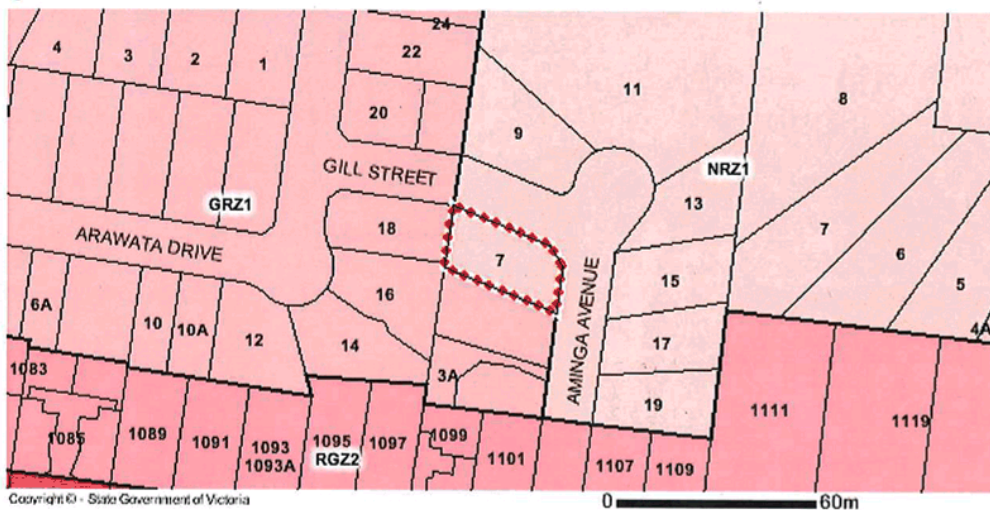 24
4
3
2
1
22
11
8
20
9
GILL STREET
NRZ1
GRZ1
13
18
7
ARAWATA DRIVE
7
6
16
15
5
6A
10
10A
12
14
AMINGA AVENUE
17
4A
1083
3A
19
1111
1119
1085
1089
1091
1093
1093A
1095
1097
1099
RGZ2
1101
1107
1109
Copyright © - State Government of Victoria
0 60m